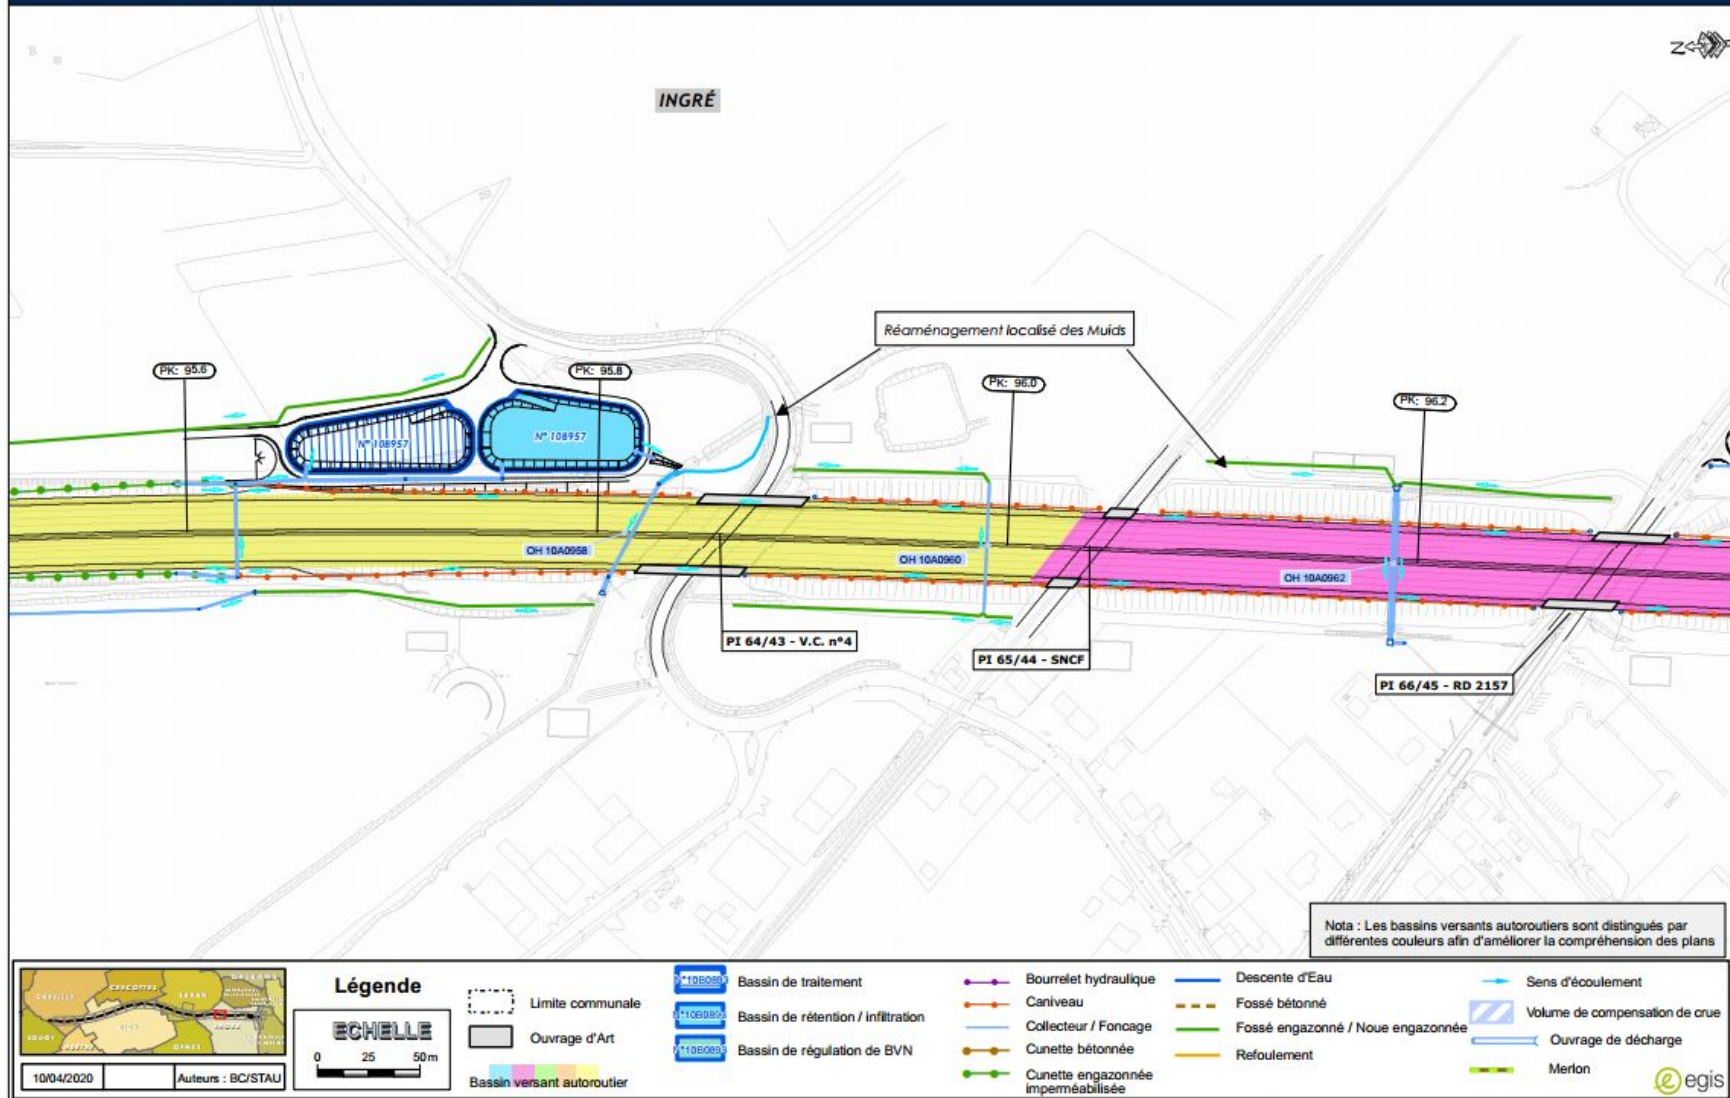 N
INGRÉ
Réaménagement localisé des Muids
PK: 95.6
PK: 95.8
PK: 96.0
PK: 96.2
N° 108957
N° 108957
OH 10A0958
OH 10A0960
OH 10A0962
PI 64/43 - V.C. n°4
PI 65/44 - SNCF
PI 66/45 - RD 2157
Nota : Les bassins versants autoroutiers sont distingués par
différentes couleurs afin d'améliorer la compréhension des plans
CERCOTTES
SARAN
INGRÉ
10/04/2020
Auteurs : BC/STAU
Légende
ECHELLE
0 25 50m
Limite communale
Ouvrage d'Art
Bassin versant autoroutier
Bassin de traitement
Bassin de rétention / infiltration
Bassin de régulation de BVN
Bourrelet hydraulique
Caniveau
Collecteur / Foncage
Cunette bétonnée
Cunette engazonnée
imperméabilisée
Descente d'Eau
Fossé bétonné
Fossé engazonné / Noue engazonnée
Refoulement
Sens d'écoulement
Volume de compensation de crue
Ouvrage de décharge
Merlon
egis